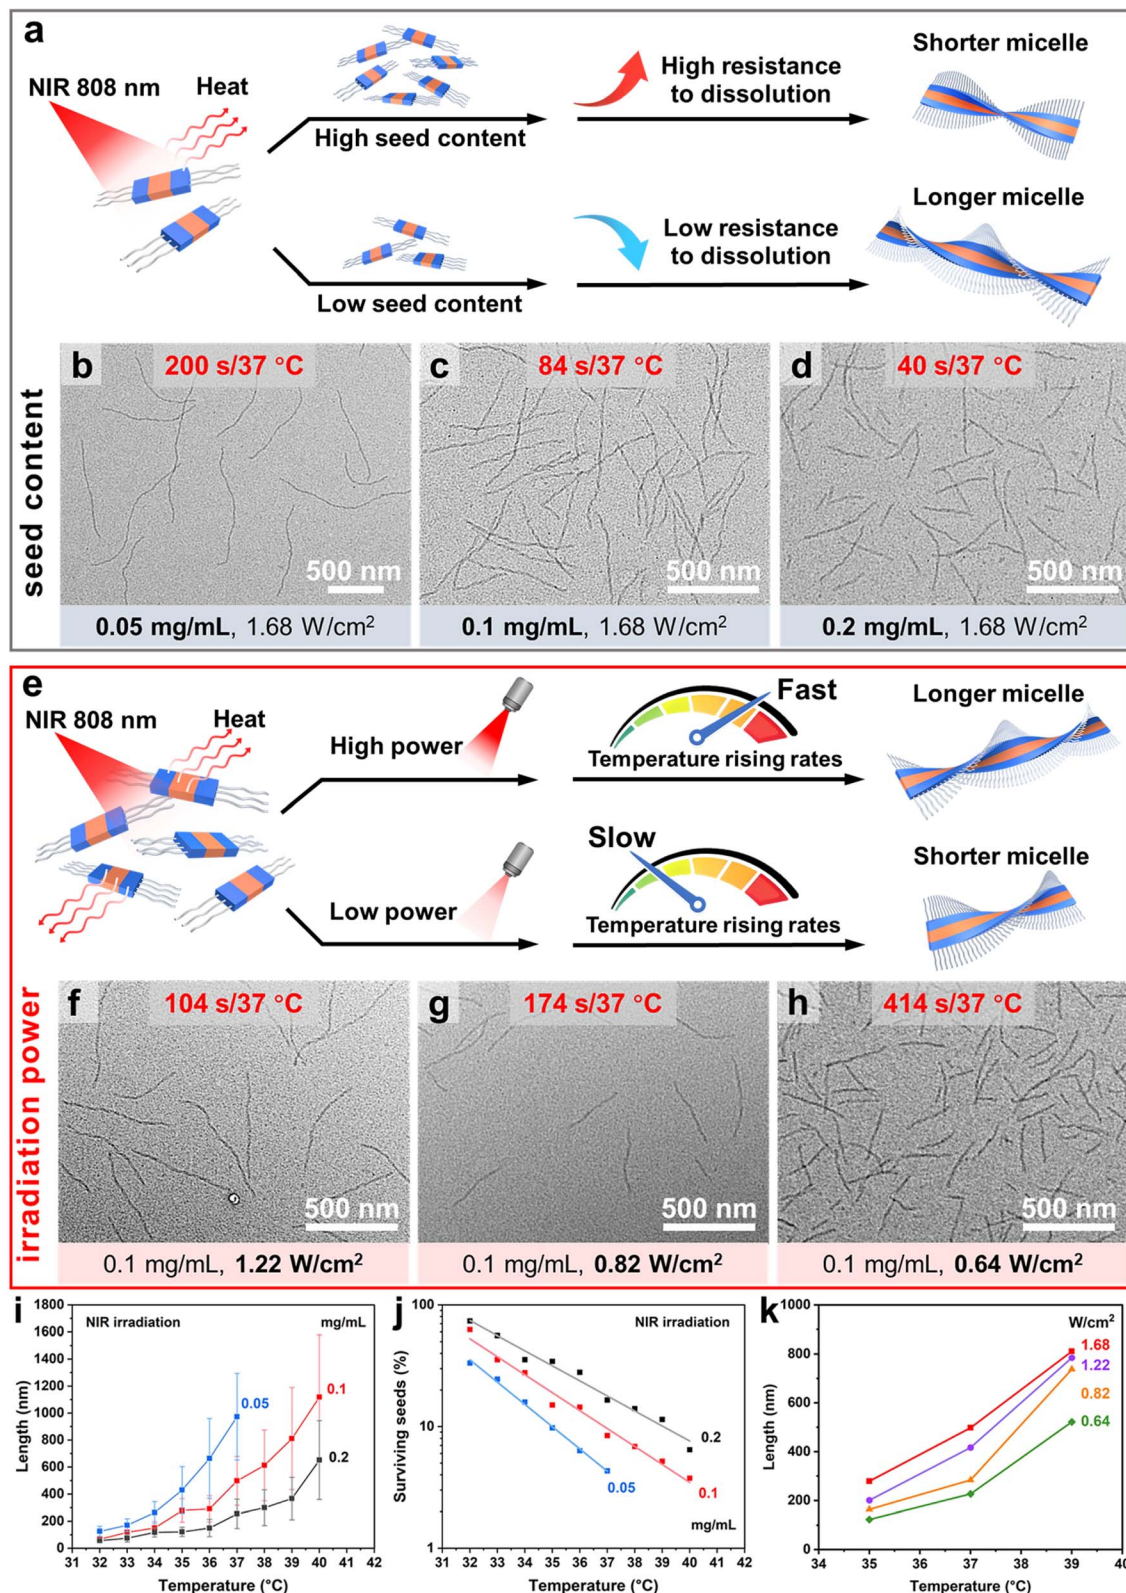 a
NIR 808 nm
Heat
High seed content
High resistance
to dissolution
Shorter micelle
Low seed content
Low resistance
to dissolution
Longer micelle
seed content
b
200 s/37 °C
500 nm
0.05 mg/mL, 1.68 W/cm²
c
84 s/37 °C
500 nm
0.1 mg/mL, 1.68 W/cm²
d
40 s/37 °C
500 nm
0.2 mg/mL, 1.68 W/cm²
e
NIR 808 nm
Heat
High power
Fast
Temperature rising rates
Longer micelle
Low power
Slow
Temperature rising rates
Shorter micelle
irradiation power
f
104 s/37 °C
500 nm
0.1 mg/mL, 1.22 W/cm²
g
174 s/37 °C
500 nm
0.1 mg/mL, 0.82 W/cm²
h
414 s/37 °C
500 nm
0.1 mg/mL, 0.64 W/cm²
i
NIR irradiation
mg/mL
0.05
0.1
0.2
Length (nm)
1800
1600
1400
1200
1000
800
600
400
200
0
31 32 33 34 35 36 37 38 39 40 41 42
Temperature (°C)
j
NIR irradiation
Surviving seeds (%)
100
10
1
0.2
0.1
0.05
mg/mL
31 32 33 34 35 36 37 38 39 40 41 42
Temperature (°C)
k
W/cm²
1.68
1.22
0.82
0.64
Length (nm)
1000
800
600
400
200
0
34 35 36 37 38 39 40
Temperature (°C)